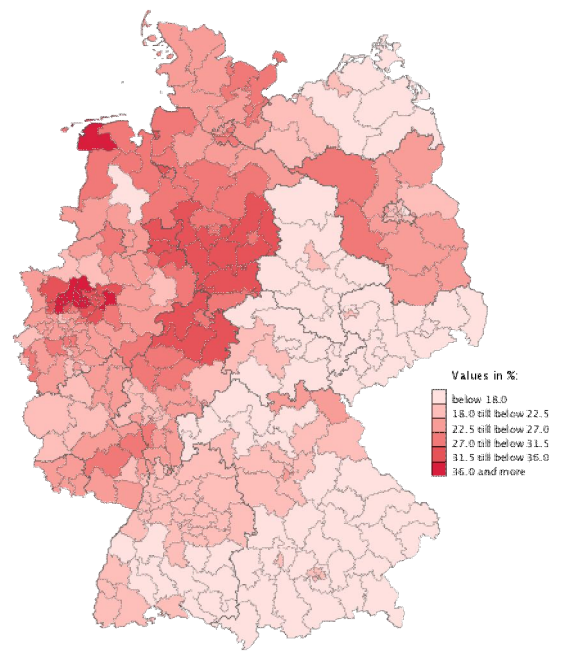 Values in %:
below 18.0
18.0 till below 22.5
22.5 till below 27.0
27.0 till below 31.5
31.5 till below 36.0
36.0 and more